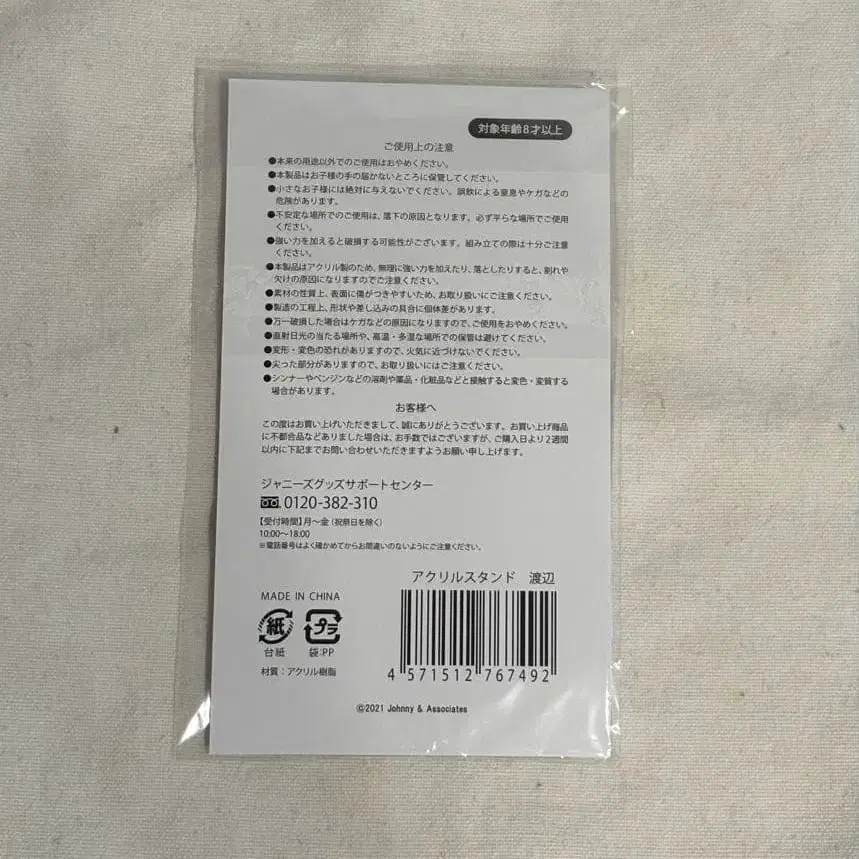 対象年齢8才以上
ご使用上の注意
●本来の用途以外でのご使用はおやめください。
●本製品はお子様の手の届かないところに保管してください。
●小さなお子様には絶対に与えないでください。誤飲による窒息やケガなどの
危険があります。
●不安定な場所でのご使用は、落下の原因となります。必ず平らな場所でご使用
ください。
●強い力を加えると破損する可能性がございます。組み立ての際は十分ご注意
ください。
●本製品はアクリル製のため、無理に強い力を加えたり、落としたりすると、割れや
欠けの原因になりますのでご注意ください。
●素材の性質上、表面に傷がつきやすいため、お取り扱いにご注意ください。
●製造の工程上、形状や差し込みの具合に個体差があります。
●万一破損した場合はケガなどの原因になりますので、ご使用をおやめください。
●直射日光の当たる場所や、高温・多湿な場所での保管は避けてください。
●変形・変色の恐れがありますので、火気に近づけないでください。
●尖った部分がありますので、お取り扱いにはご注意ください。
●シンナーやベンジンなどの溶剤や薬品・化粧品などと接触すると変色・変質する
場合があります。
お客様へ
この度はお買い上げいただきまして、誠にありがとうございます。お買い上げ商品
に不都合品などありました場合は、お手数ではございますが、ご購入日より2週間
以内に下記までお問い合わせいただきますようお願い申し上げます。
ジャニーズグッズサポートセンター
0120-382-310
【受付時間】月〜金（祝祭日を除く）
10:00〜18:00
※電話番号はよく確かめてからお間違いのないようにご注意ください。
アクリルスタンド 渡辺
MADE IN CHINA
紙
プラ
台紙
袋:PP
材質：アクリル樹脂
4 571512 767492
©2021 Johnny & Associates